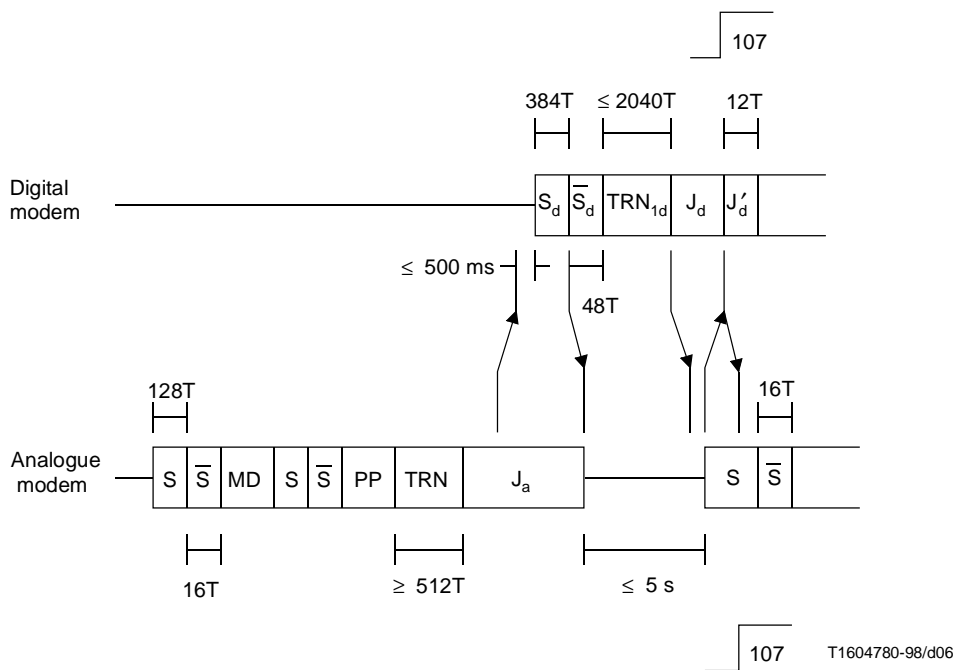 107
384T ≤ 2040T 12T
Digital modem
S_d S̅_d TRN_1d J_d J′_d
≤ 500 ms
48T
128T
16T
Analogue modem
S S̅ MD S S̅ PP TRN J_a S S̅
16T
≥ 512T
≤ 5 s
107
T1604780-98/d06